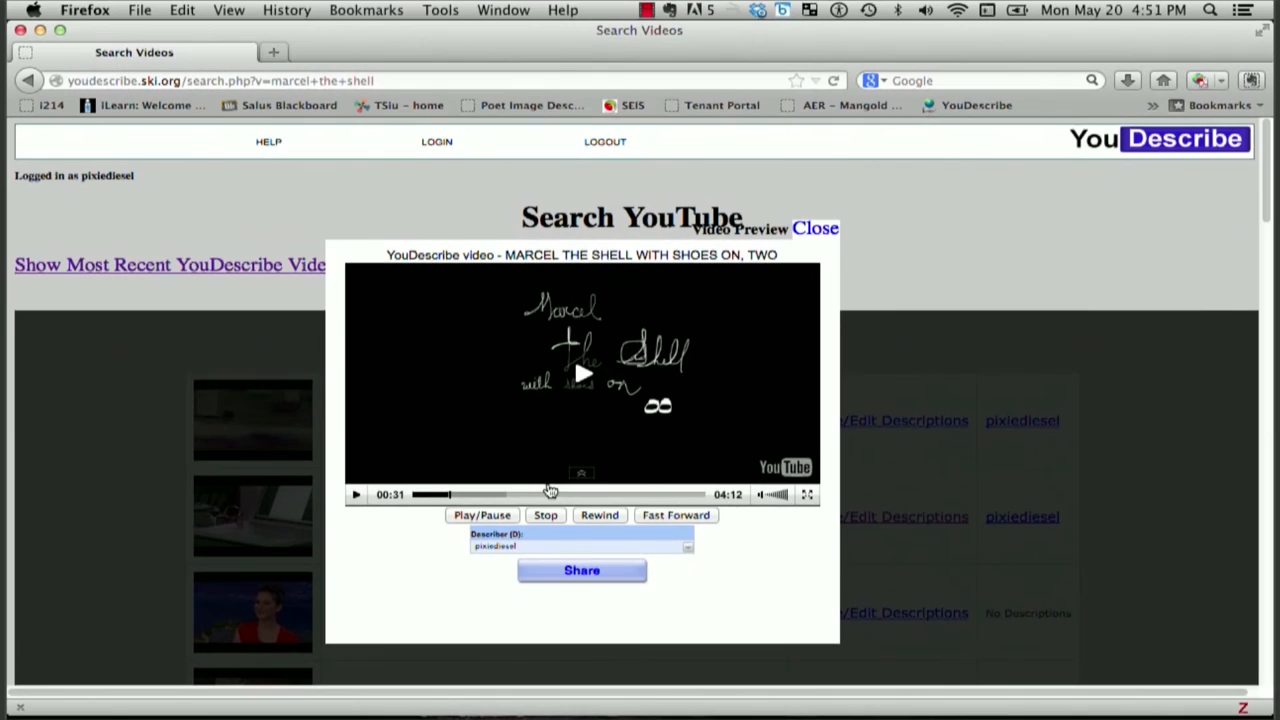 Firefox File Edit View History Bookmarks Tools Window Help 5 Mon May 20 4:51 PM
Search Videos
Search Videos
youdescribe.ski.org/search.php?v=marcel+the+shell Google
i214 iLearn: Welcome ... Salus Blackboard TSIu – home Poet Image Desc... SEIS Tenant Portal AER – Mangold ... YouDescribe » Bookmarks
HELP LOGIN LOGOUT YouDescribe
Logged in as pixiediesel
Search YouTube
Video Preview Close
Show Most Recent YouDescribe Vide
YouDescribe video - MARCEL THE SHELL WITH SHOES ON, TWO
Marcel
The Shell
with shoes on
YouTube
00:31 04:12
Play/Pause Stop Rewind Fast Forward
Describer (D):
pixiediesel
Share
e/Edit Descriptions pixiediesel
e/Edit Descriptions pixiediesel
e/Edit Descriptions No Descriptions
Z